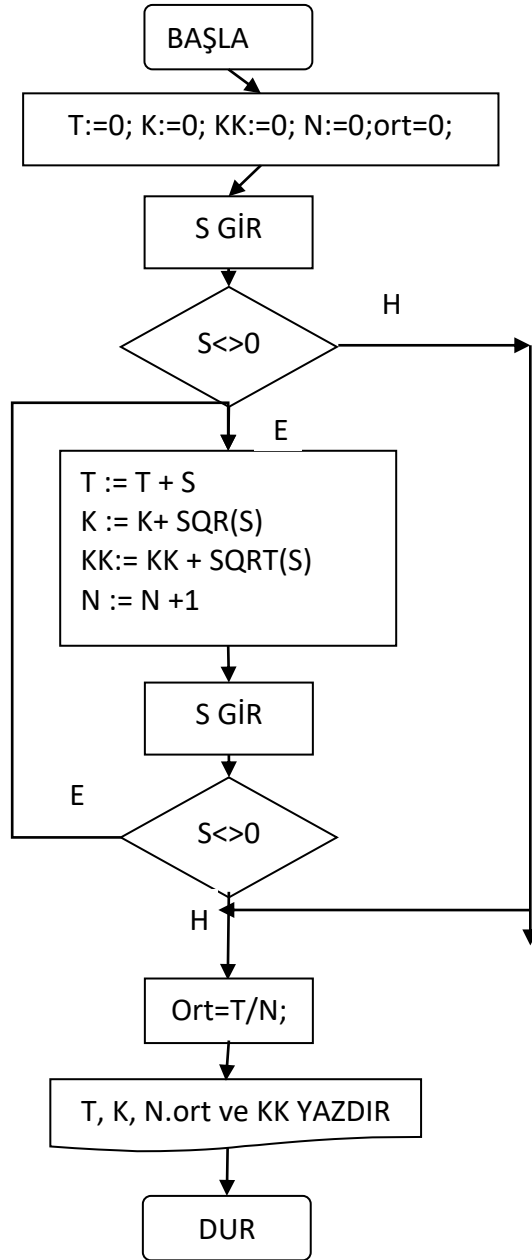 BAŞLA
T:=0; K:=0; KK:=0; N:=0;ort=0;
S GİR
H
S<>0
E
T := T + S
K := K+ SQR(S)
KK:= KK + SQRT(S)
N := N +1
S GİR
E
S<>0
H
Ort=T/N;
T, K, N.ort ve KK YAZDIR
DUR